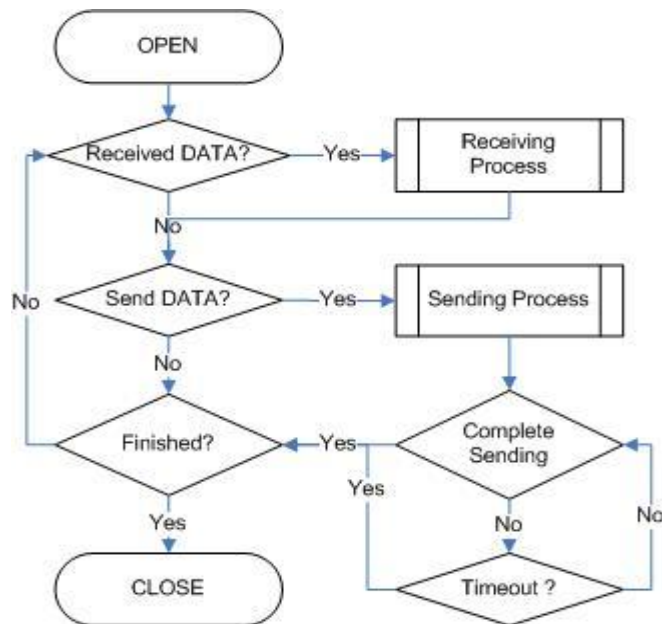 OPEN
Received DATA?
Yes
Receiving
Process
No
Send DATA?
Yes
Sending Process
No
No
Finished?
Yes
Complete
Sending
Yes
No
No
Yes
CLOSE
Timeout ?